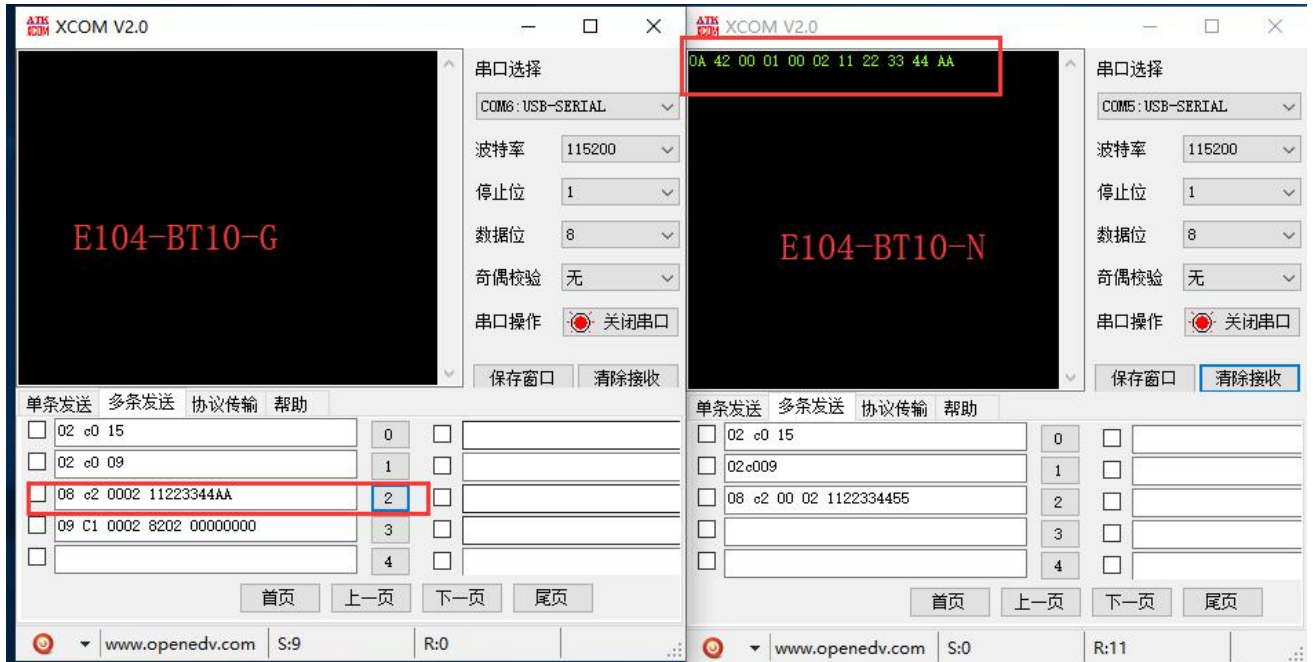 ATK XCOM XCOM V2.0
串口选择
COM6:USB-SERIAL
波特率 115200
停止位 1
数据位 8
奇偶校验 无
串口操作 关闭串口
保存窗口 清除接收
E104-BT10-G
单条发送 多条发送 协议传输 帮助
02 c0 15 0
02 c0 09 1
08 c2 0002 11223344AA 2
09 C1 0002 8202 00000000 3
4
首页 上一页 下一页 尾页
www.openedv.com S:9 R:0
ATK XCOM XCOM V2.0
0A 42 00 01 00 02 11 22 33 44 AA
串口选择
COM5:USB-SERIAL
波特率 115200
停止位 1
数据位 8
奇偶校验 无
串口操作 关闭串口
保存窗口 清除接收
E104-BT10-N
单条发送 多条发送 协议传输 帮助
02 c0 15 0
02c009 1
08 c2 00 02 1122334455 2
3
4
首页 上一页 下一页 尾页
www.openedv.com S:0 R:11